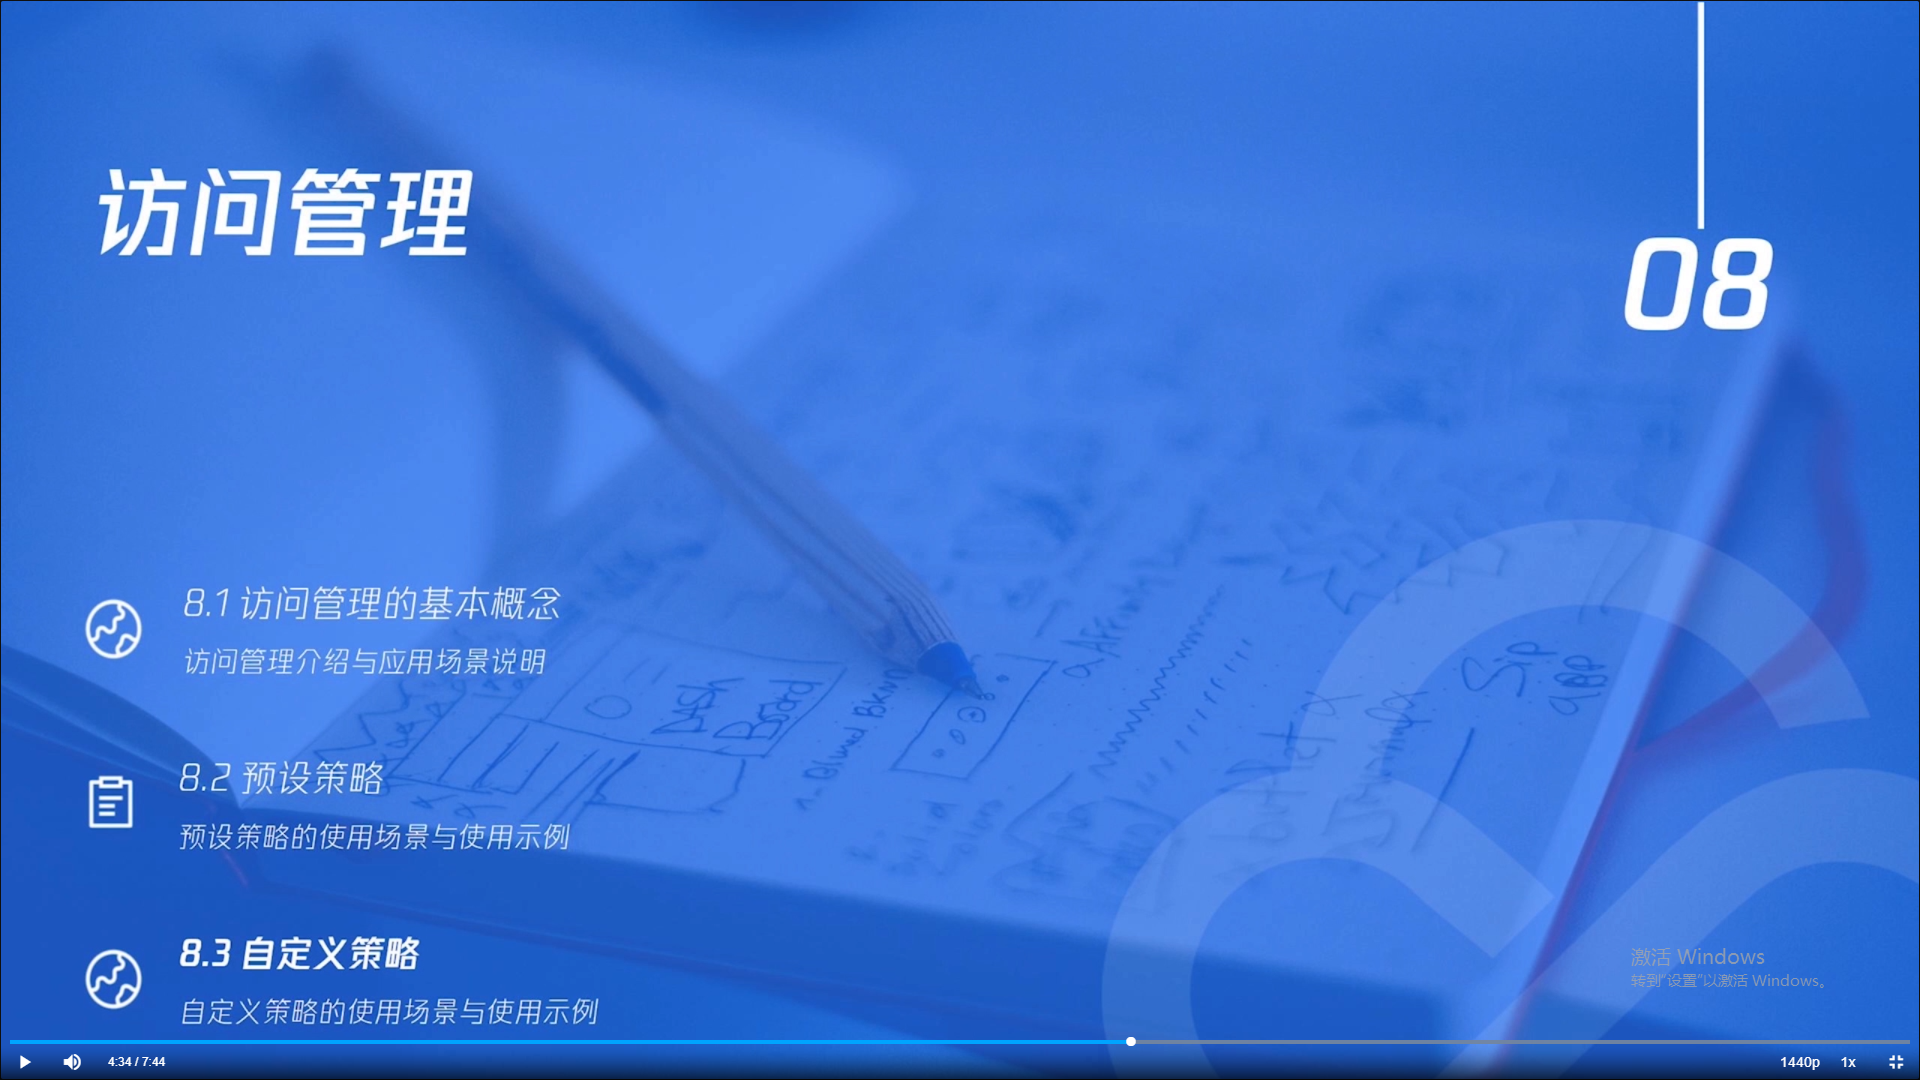 访问管理
08
8.1 访问管理的基本概念
访问管理介绍与应用场景说明
8.2 预设策略
预设策略的使用场景与使用示例
8.3 自定义策略
自定义策略的使用场景与使用示例
Dash
Board
Sip
激活 Windows
转到“设置”以激活 Windows。
4:34 / 7:44
1440p
1x